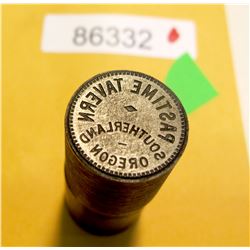 86332
PASTIME TAVERN
SOUTHERLAND
OREGON